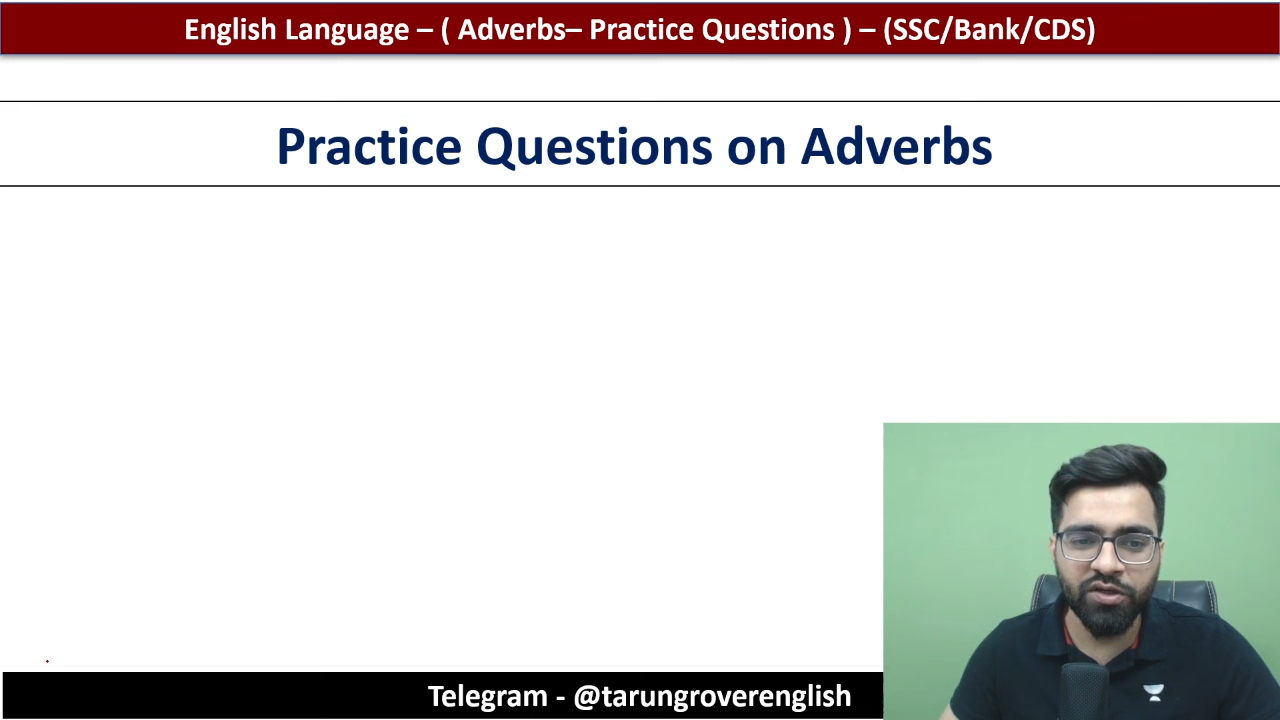 English Language – ( Adverbs– Practice Questions ) – (SSC/Bank/CDS)
Practice Questions on Adverbs
Telegram - @tarungroverenglish